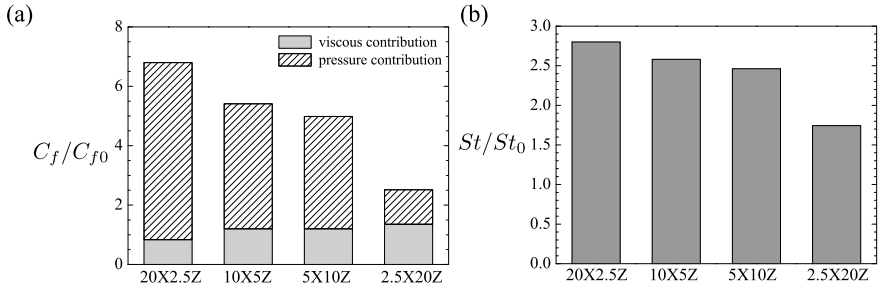 (a)
C_f/C_{f0}
8
6
4
2
0
viscous contribution
pressure contribution
20X2.5Z 10X5Z 5X10Z 2.5X20Z
(b)
St/St_0
3.0
2.5
2.0
1.5
1.0
0.5
0.0
20X2.5Z 10X5Z 5X10Z 2.5X20Z